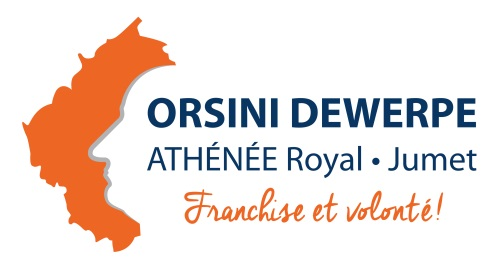 ORSINI DEWERPE
ATHÉNÉE Royal • Jumet
Franchise et volonté!